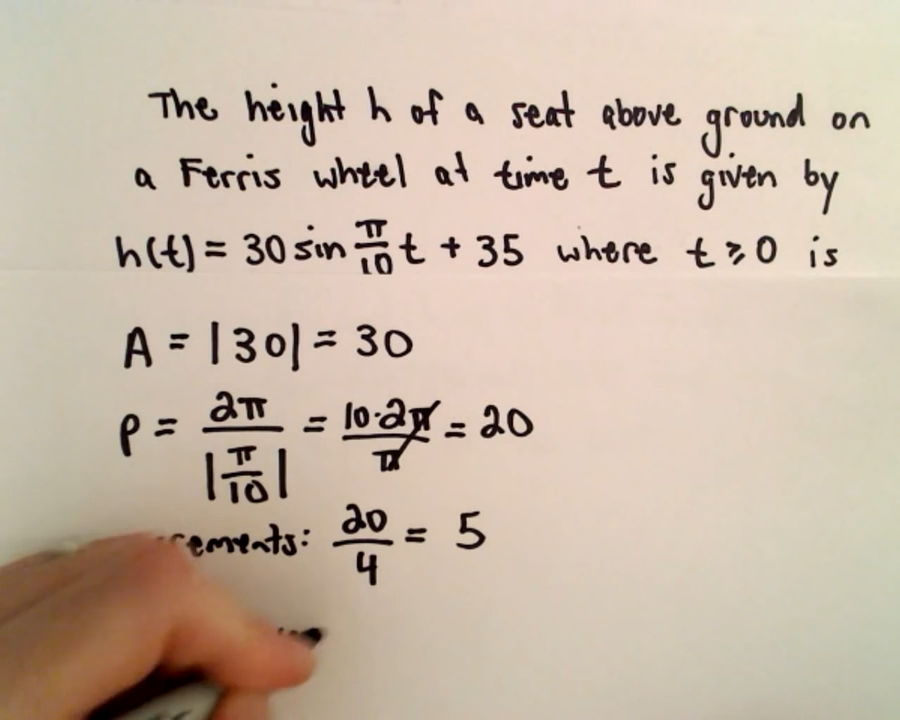 The height h of a seat above ground on
a Ferris wheel at time t is given by
h(t) = 30 sin π/10 t + 35 where t ≥ 0 is
A = |30| = 30
P = 2π/|π/10| = 10·2π/π = 20
20/4 = 5